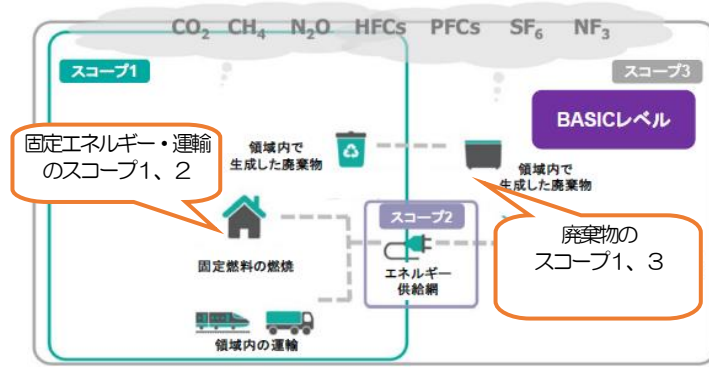 CO₂ CH₄ N₂O HFCs PFCs SF₆ NF₃
スコープ1
スコープ3
BASICレベル
固定エネルギー・運輸
のスコープ1、2
領域内で
生成した廃棄物
領域内で
生成した廃棄物
スコープ2
廃棄物の
スコープ1、3
固定燃料の燃焼
エネルギー
供給網
領域内の運輸